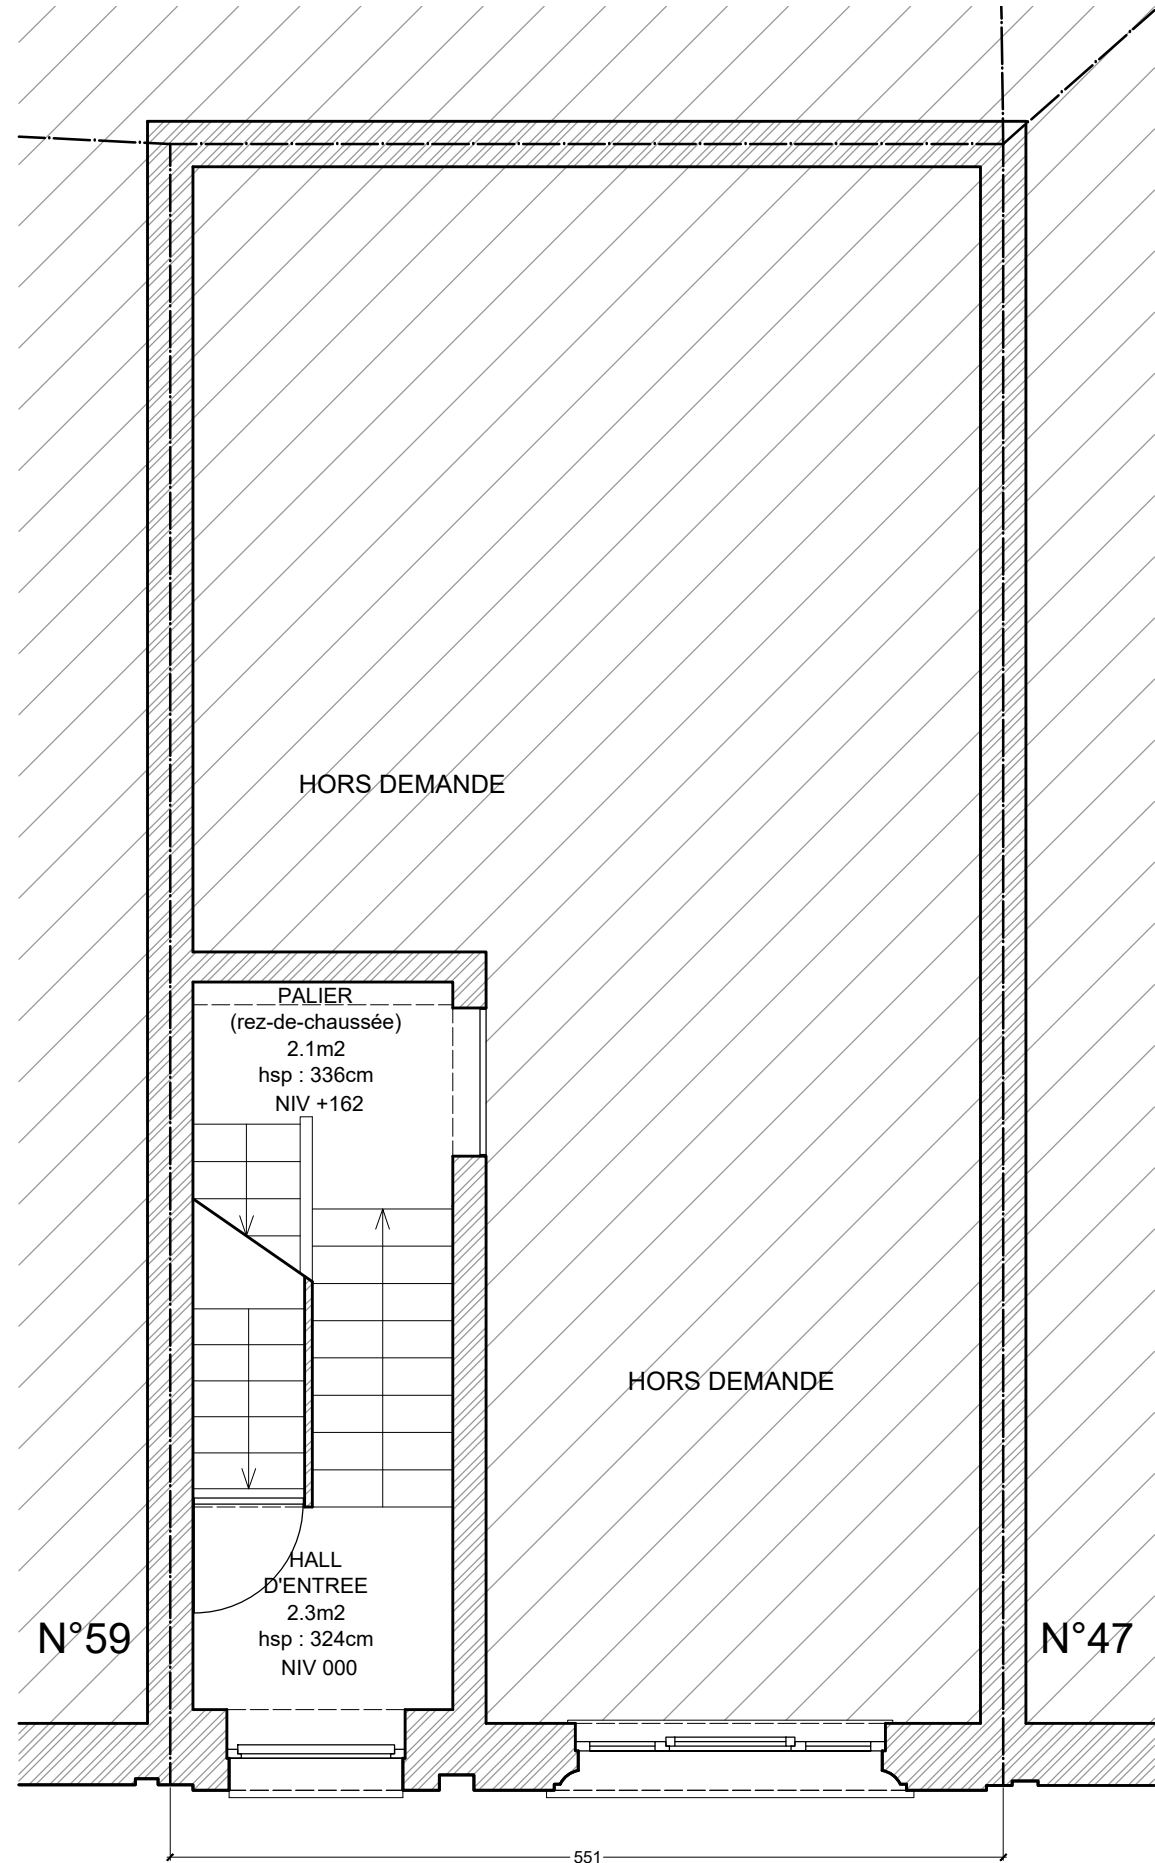 HORS DEMANDE
PALIER
(rez-de-chaussée)
2.1m2
hsp : 336cm
NIV +162
HORS DEMANDE
HALL
D'ENTREE
2.3m2
hsp : 324cm
NIV 000
N°59
N°47
551